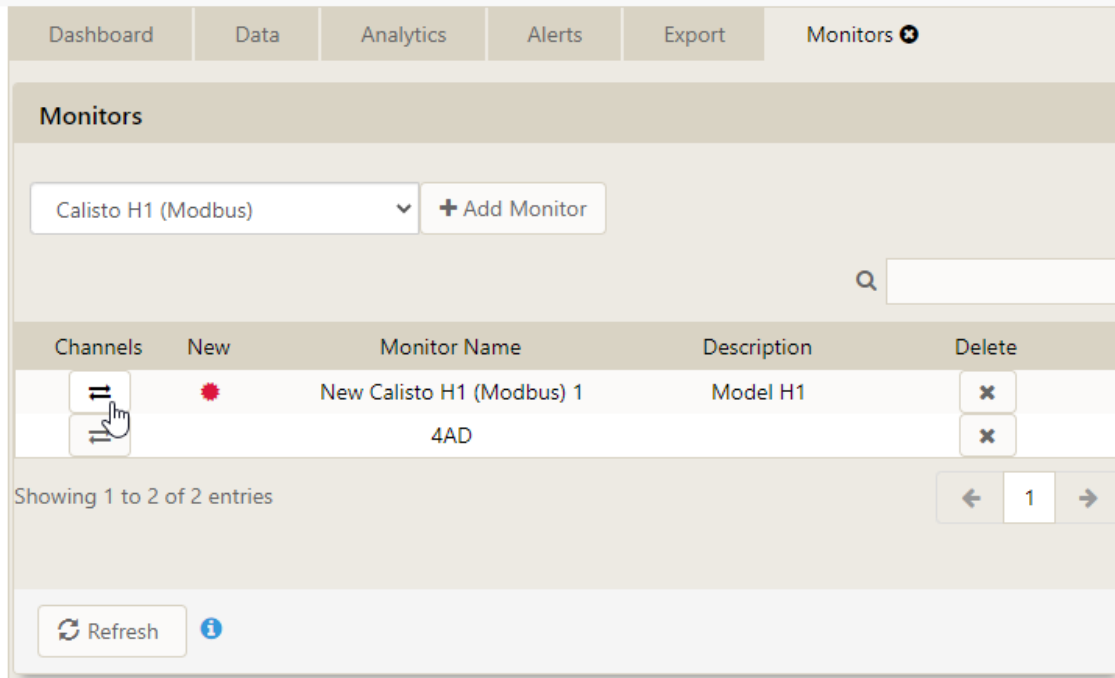 Dashboard Data Analytics Alerts Export Monitors
Monitors
Calisto H1 (Modbus) Add Monitor
Channels New Monitor Name Description Delete
New Calisto H1 (Modbus) 1 Model H1
4AD
Showing 1 to 2 of 2 entries 1
Refresh